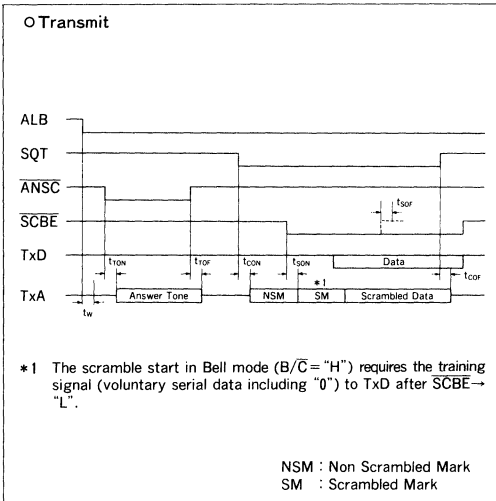 ○ Transmit
ALB
SQT
ANSC
SCBE
tSOF
TxD
Data
tTON
tTOF
tCON
tSON
tCOF
*1
TxA
Answer Tone
NSM
SM
Scrambled Data
tW
*1 The scramble start in Bell mode (B/C = "H") requires the training
signal (voluntary serial data including "0") to TxD after SCBE→
"L".
NSM : Non Scrambled Mark
SM : Scrambled Mark